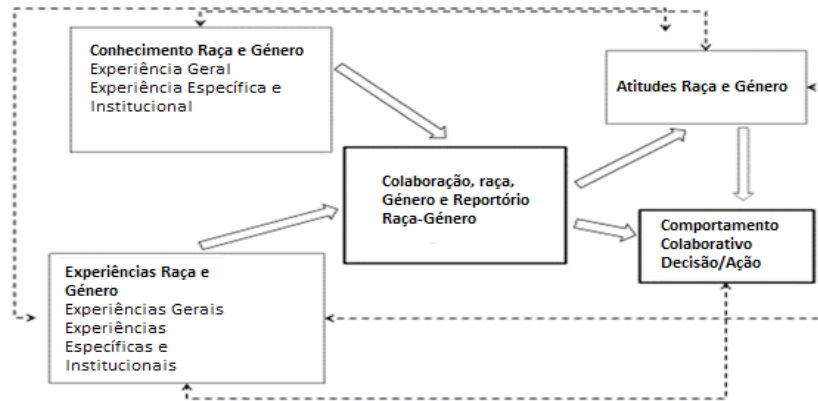 Conhecimento Raça e Género
Experiência Geral
Experiência Específica e
Institucional
Atitudes Raça e Género
Colaboração, raça,
Género e Reportório
Raça-Género
Comportamento
Colaborativo
Decisão/Ação
Experiências Raça e
Género
Experiências Gerais
Experiências
Específicas e
Institucionais